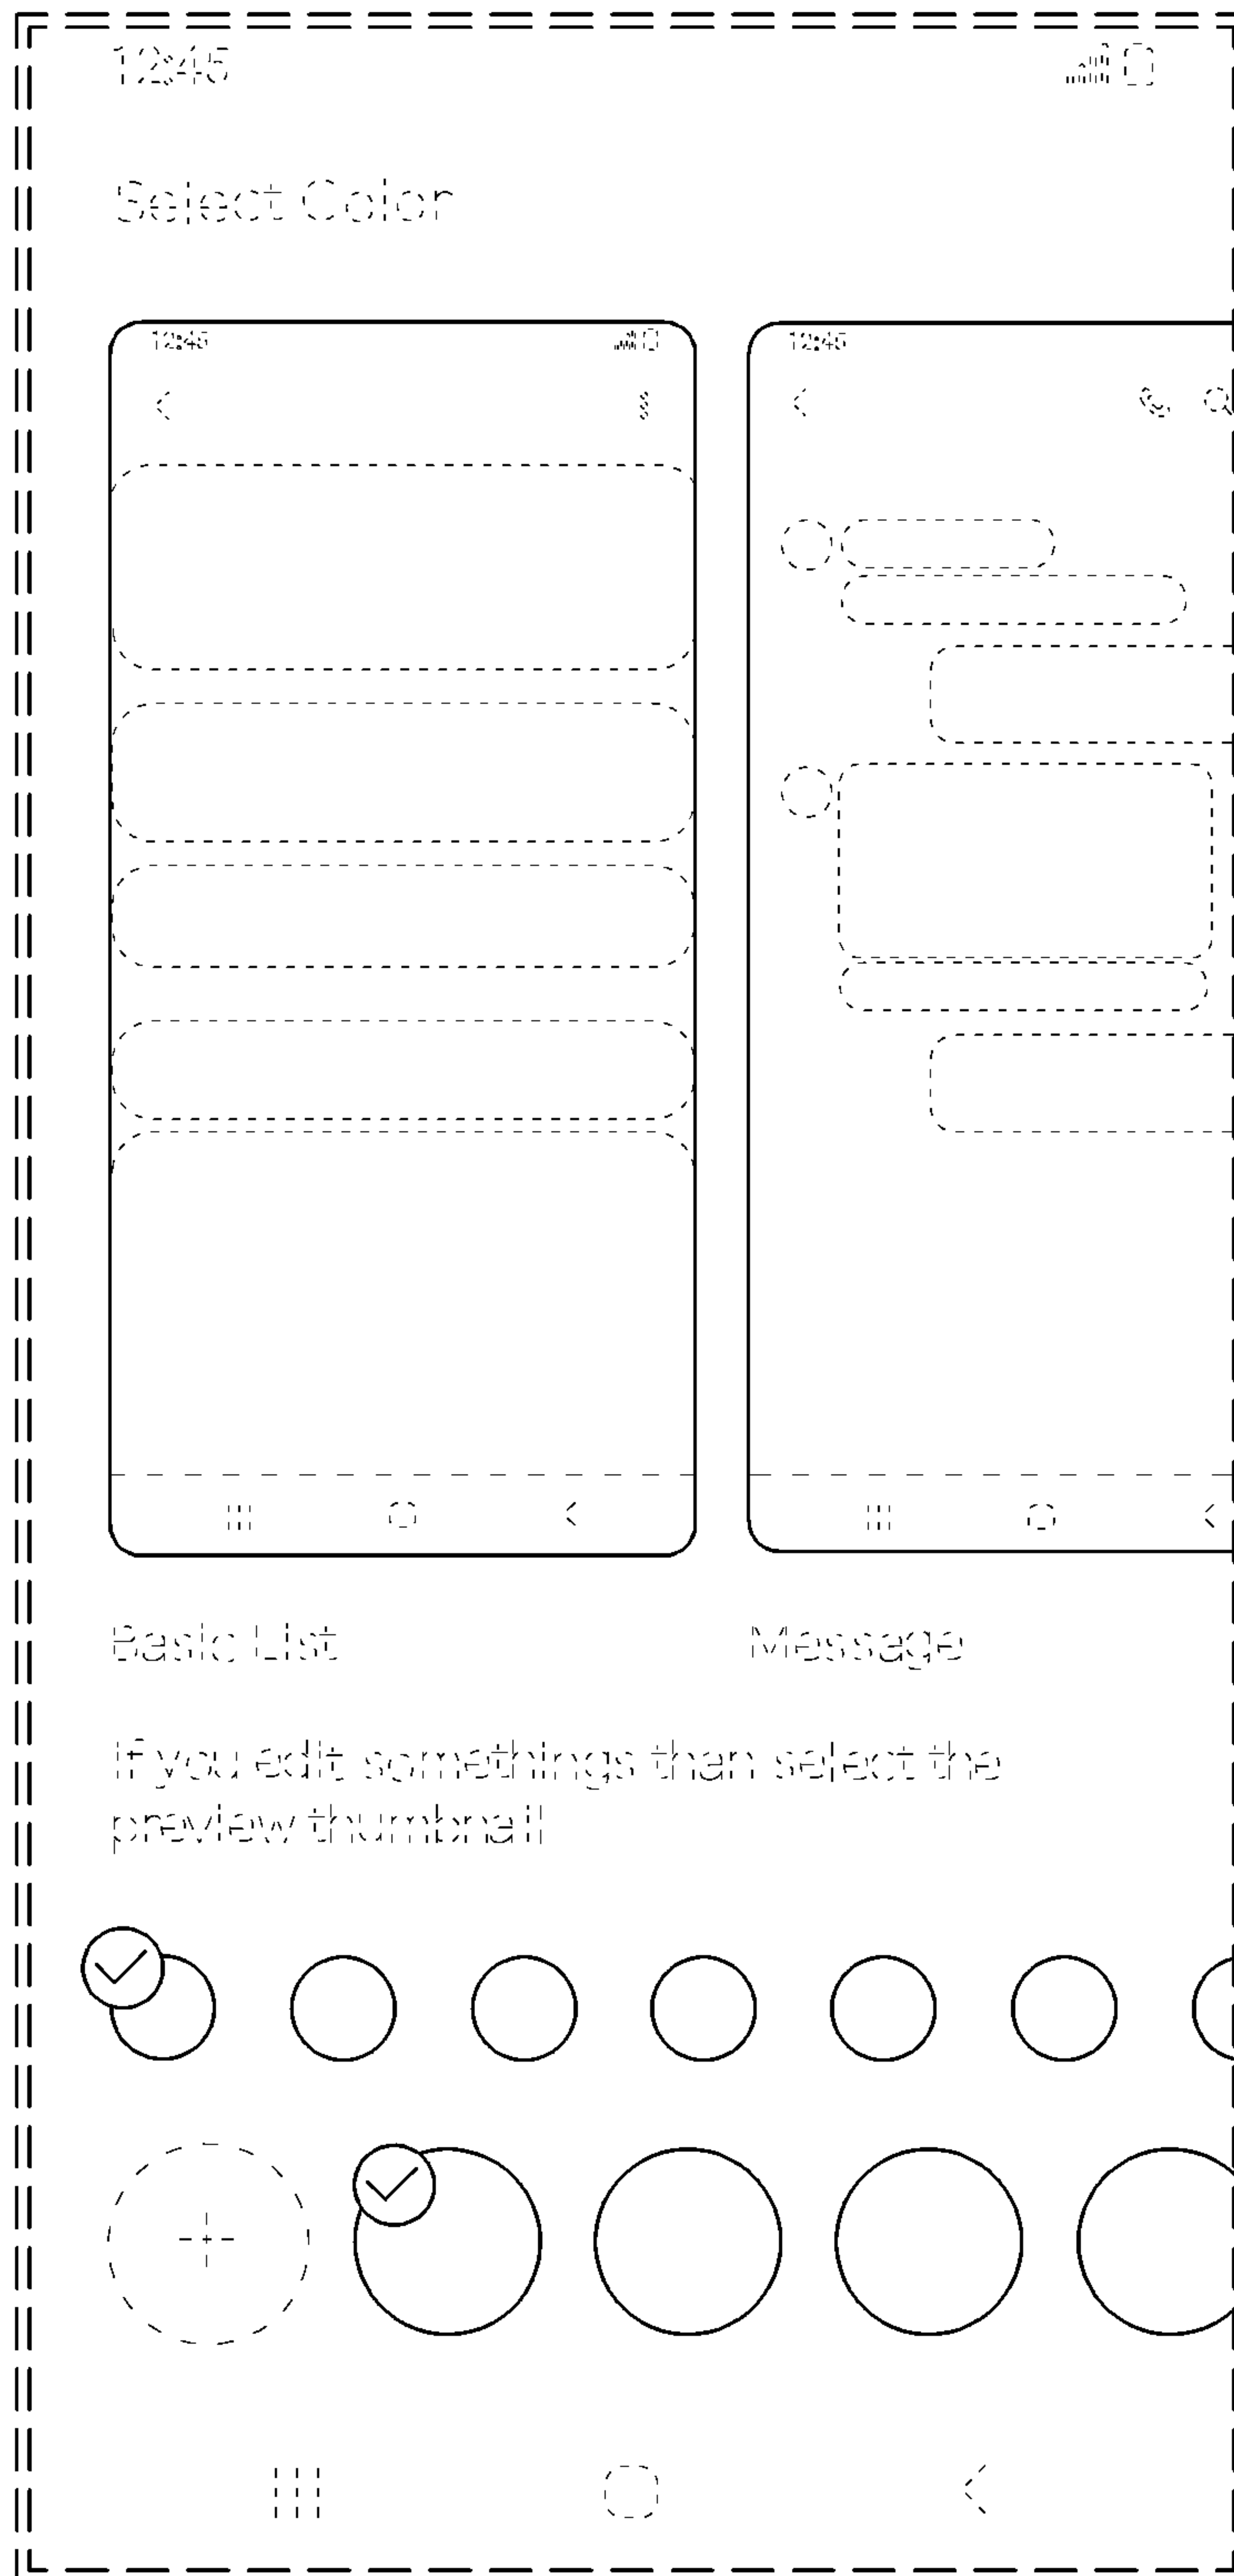 12:45
Select Color
12:45
12:45
Basic List
Message
If you edit somethings then select the
preview thumbnail